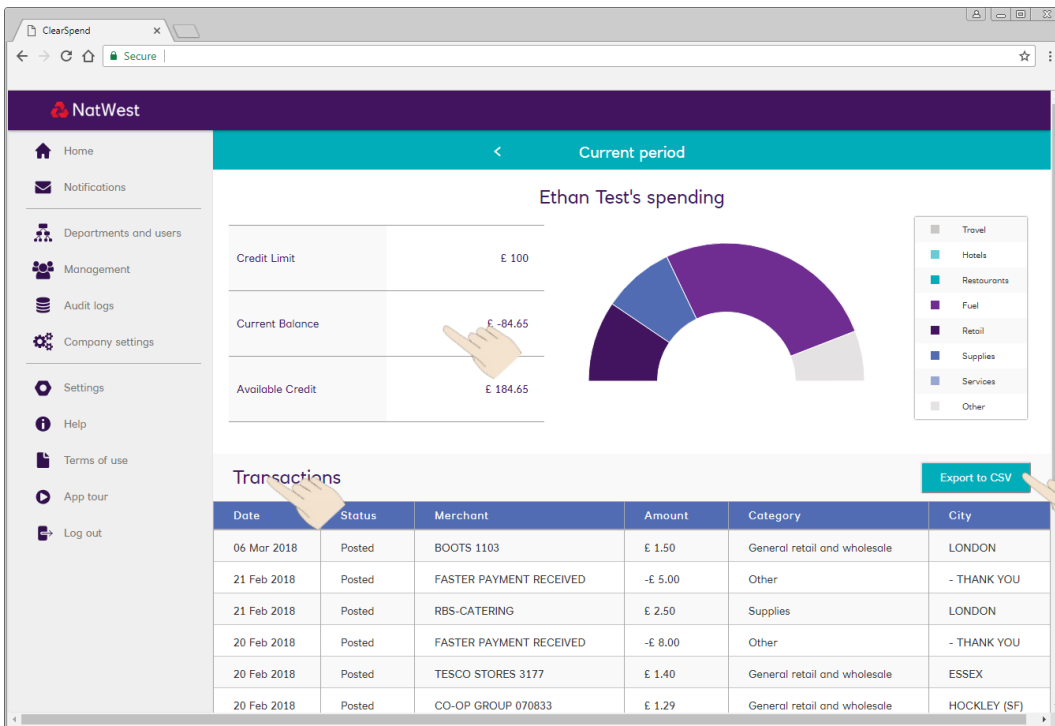 ClearSpend
Secure
NatWest
Home
Notifications
Departments and users
Management
Audit logs
Company settings
Settings
Help
Terms of use
App tour
Log out
Current period
Ethan Test's spending
Credit Limit £ 100
Current Balance £ -84.65
Available Credit £ 184.65
Travel
Hotels
Restaurants
Fuel
Retail
Supplies
Services
Other
Transactions
Export to CSV
Date Status Merchant Amount Category City
06 Mar 2018 Posted BOOTS 1103 £ 1.50 General retail and wholesale LONDON
21 Feb 2018 Posted FASTER PAYMENT RECEIVED -£ 5.00 Other - THANK YOU
21 Feb 2018 Posted RBS-CATERING £ 2.50 Supplies LONDON
20 Feb 2018 Posted FASTER PAYMENT RECEIVED -£ 8.00 Other - THANK YOU
20 Feb 2018 Posted TESCO STORES 3177 £ 1.40 General retail and wholesale ESSEX
20 Feb 2018 Posted CO-OP GROUP 070833 £ 1.29 General retail and wholesale HOCKLEY (SF)